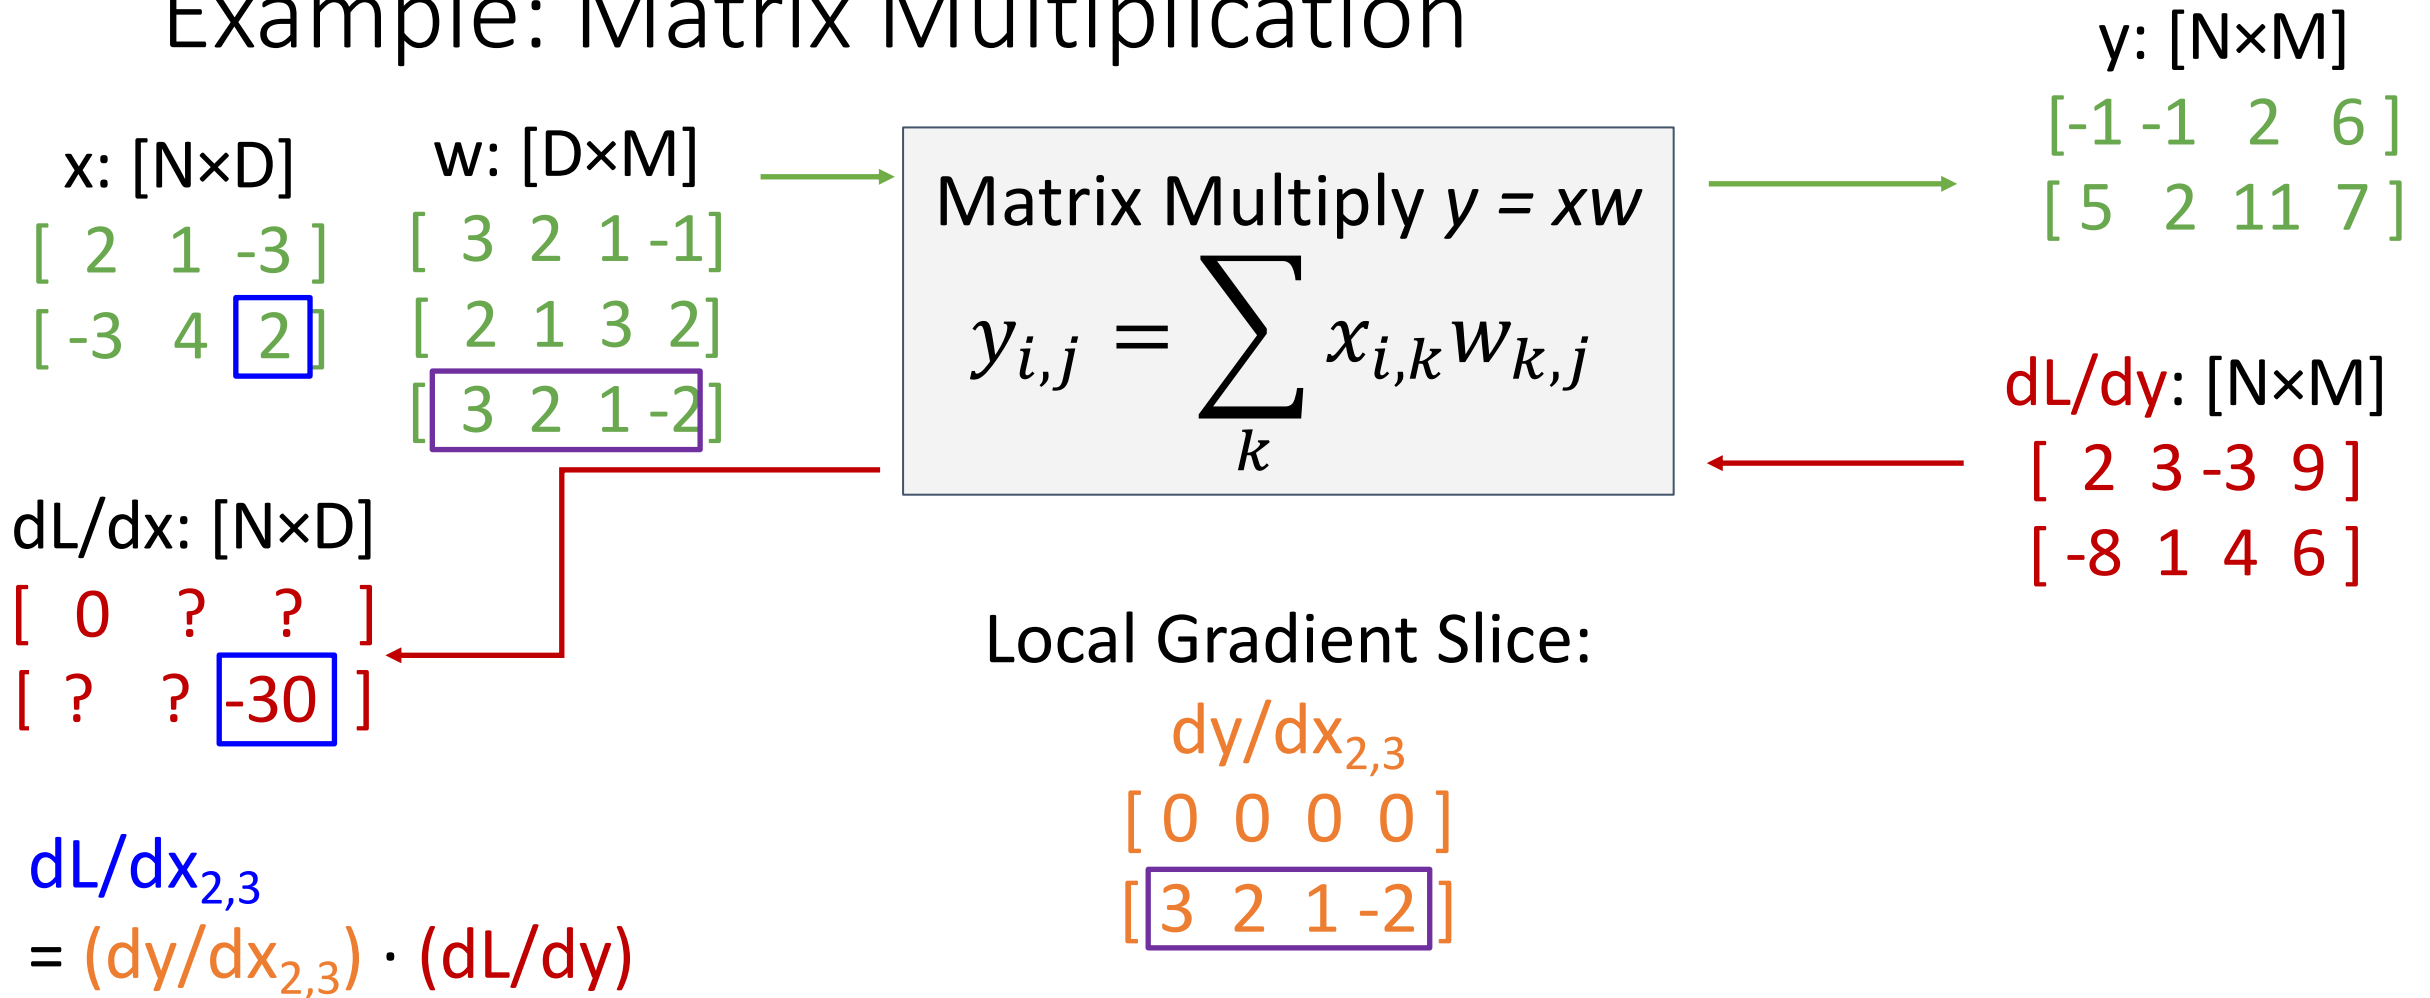 Example: Matrix Multiplication
x: [N×D]
[ 2 1 -3 ]
[ -3 4 2 ]
w: [D×M]
[ 3 2 1 -1]
[ 2 1 3 2]
[ 3 2 1 -2]
Matrix Multiply y = xw
y_{i,j} = ∑_k x_{i,k} w_{k,j}
y: [N×M]
[-1 -1 2 6 ]
[ 5 2 11 7 ]
dL/dy: [N×M]
[ 2 3 -3 9 ]
[ -8 1 4 6 ]
dL/dx: [N×D]
[ 0 ? ? ]
[ ? ? -30 ]
Local Gradient Slice:
dy/dx_{2,3}
[ 0 0 0 0 ]
[ 3 2 1 -2 ]
dL/dx_{2,3}
= (dy/dx_{2,3}) · (dL/dy)